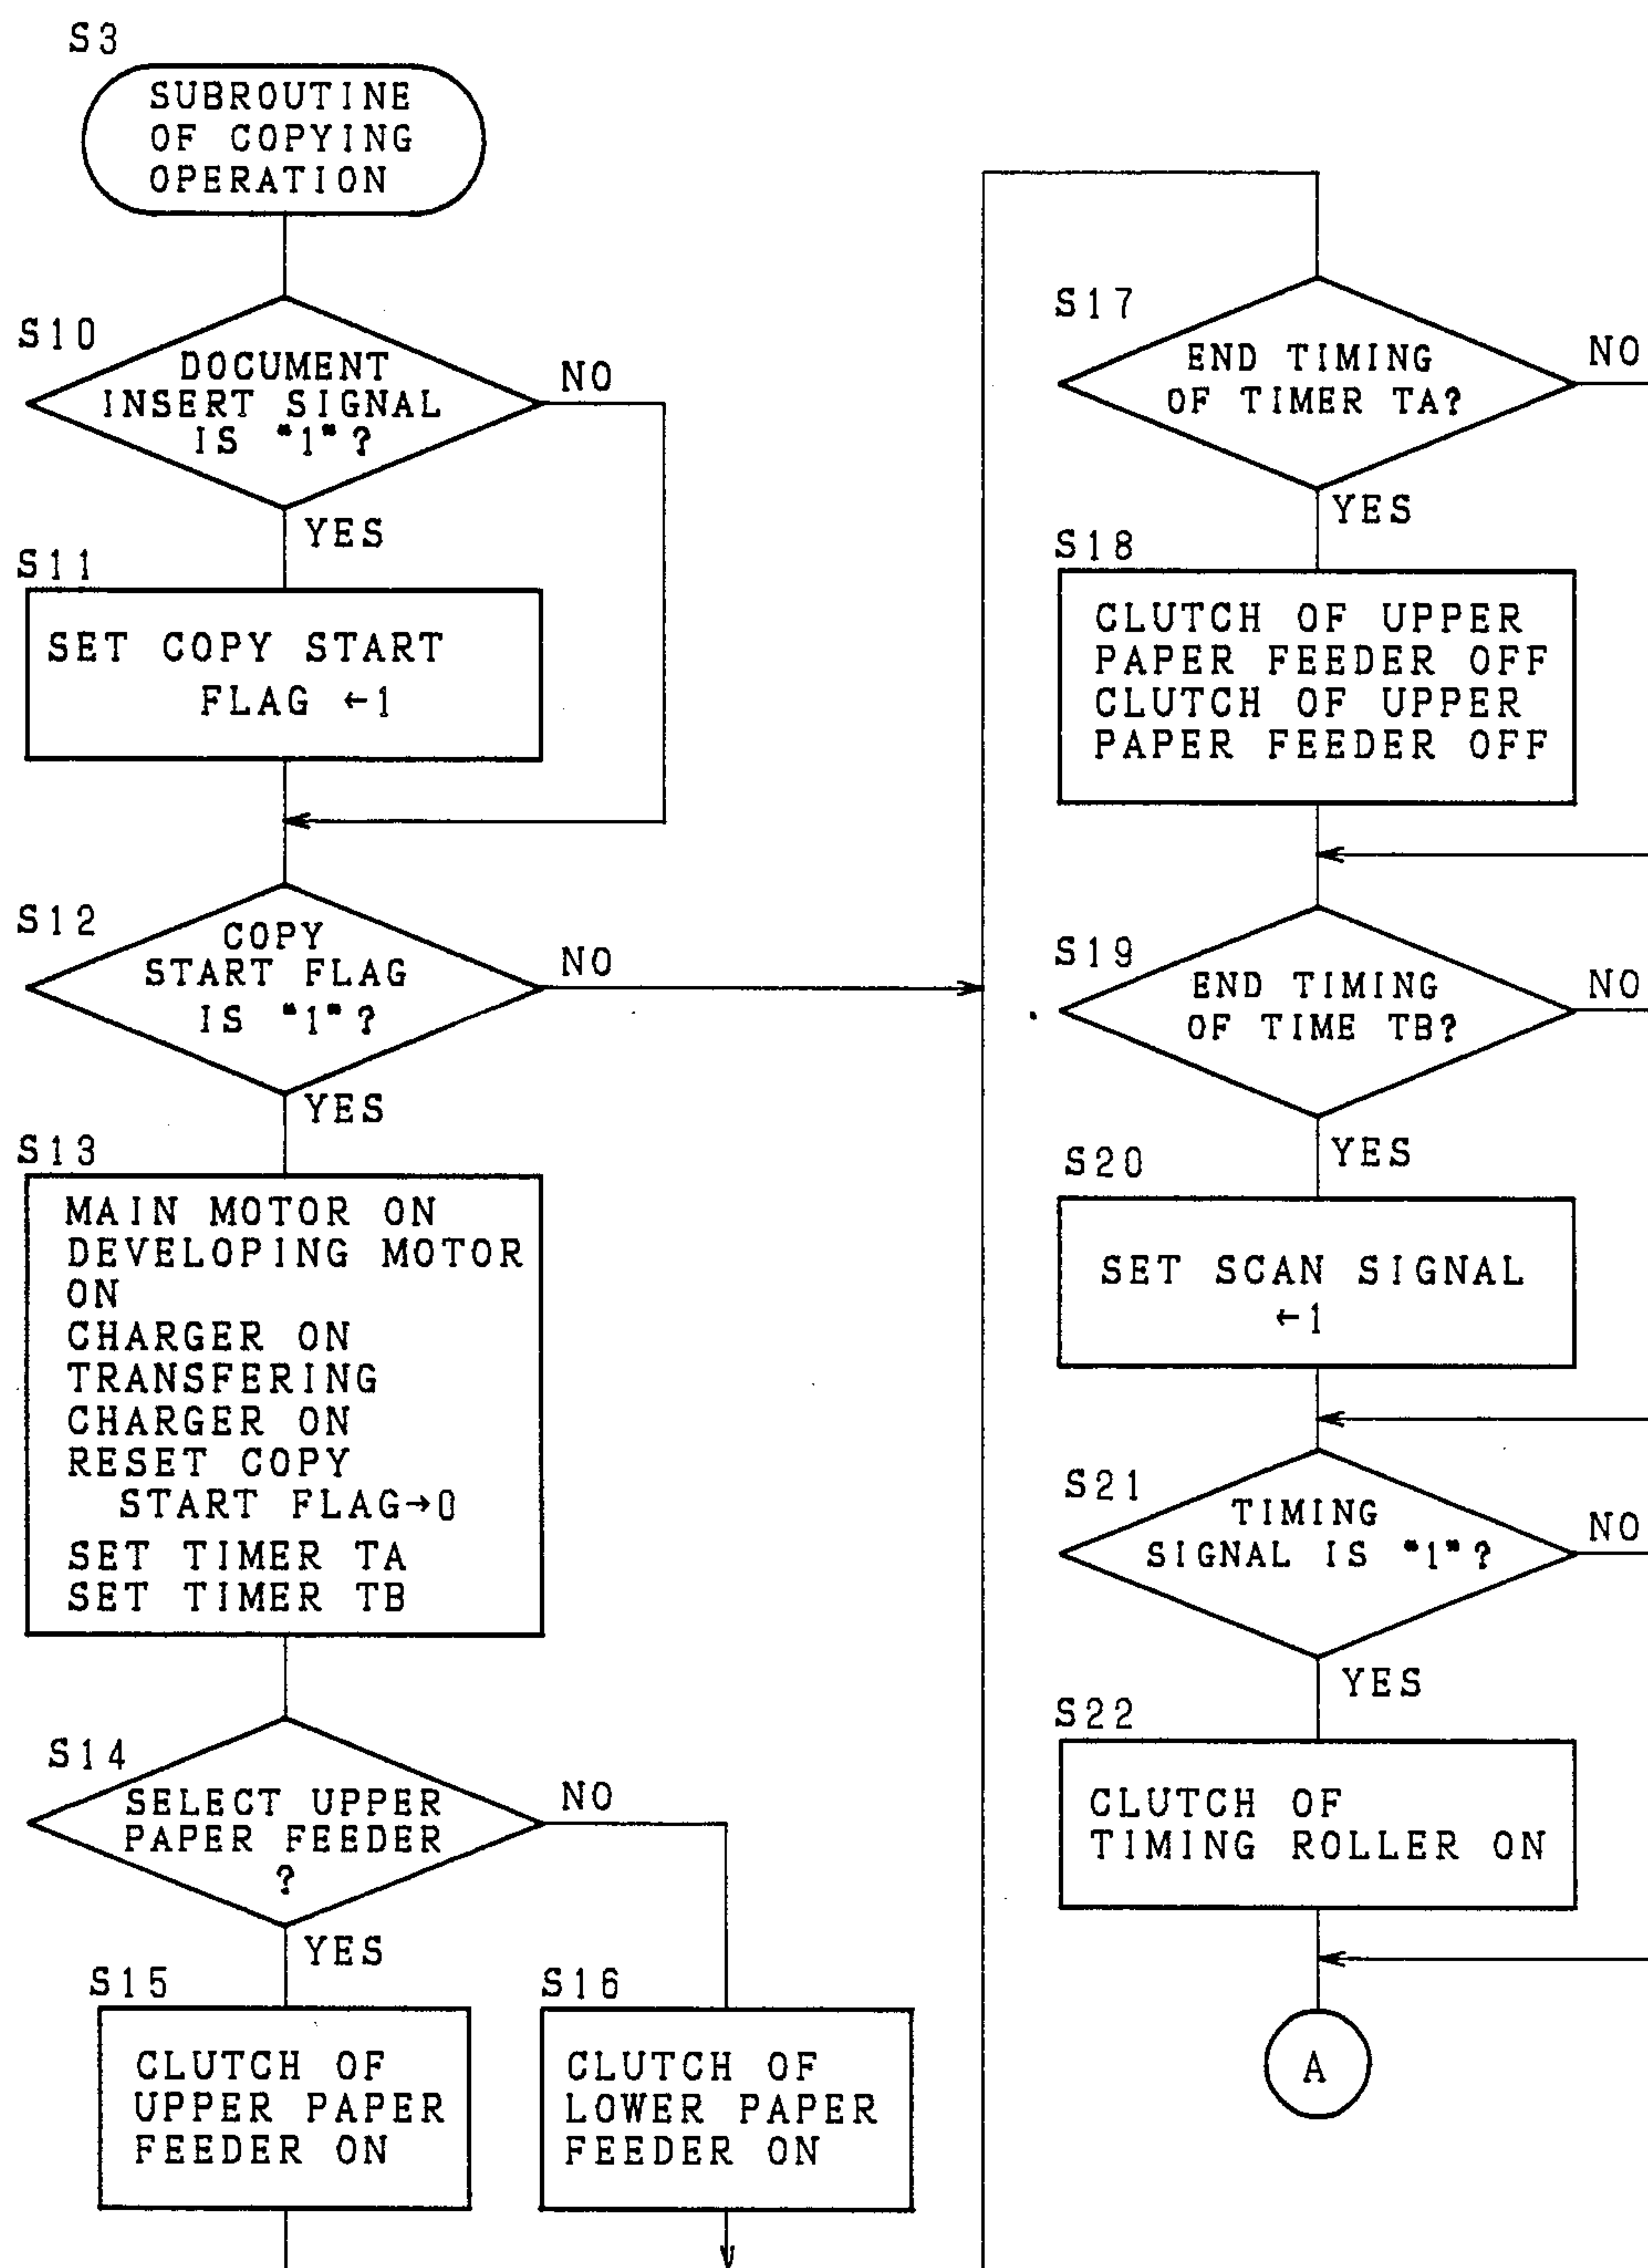 S3
SUBROUTINE
OF COPYING
OPERATION
S10
DOCUMENT
INSERT SIGNAL
IS "1"?
NO
YES
S11
SET COPY START
FLAG ←1
S12
COPY
START FLAG
IS "1"?
NO
YES
S13
MAIN MOTOR ON
DEVELOPING MOTOR
ON
CHARGER ON
TRANSFERING
CHARGER ON
RESET COPY
START FLAG→0
SET TIMER TA
SET TIMER TB
S14
SELECT UPPER
PAPER FEEDER
?
NO
YES
S15
CLUTCH OF
UPPER PAPER
FEEDER ON
S16
CLUTCH OF
LOWER PAPER
FEEDER ON
S17
END TIMING
OF TIMER TA?
NO
YES
S18
CLUTCH OF UPPER
PAPER FEEDER OFF
CLUTCH OF UPPER
PAPER FEEDER OFF
S19
END TIMING
OF TIME TB?
NO
YES
S20
SET SCAN SIGNAL
←1
S21
TIMING
SIGNAL IS "1"?
NO
YES
S22
CLUTCH OF
TIMING ROLLER ON
A